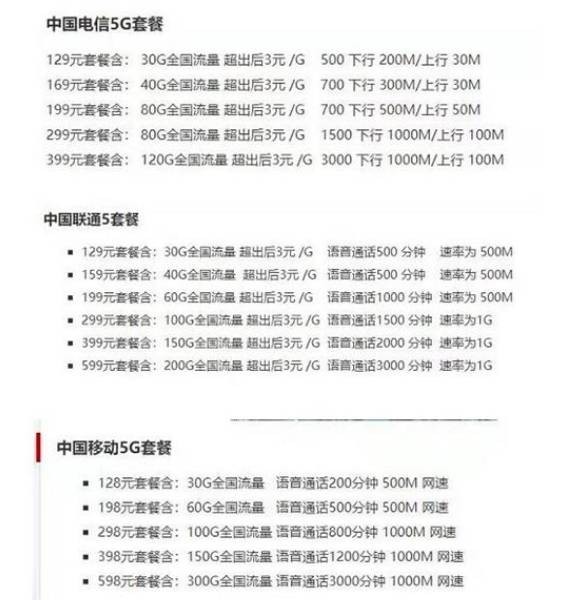 中国电信5G套餐
129元套餐含： 30G全国流量 超出后3元 /G 500 下行 200M/上行 30M
169元套餐含： 40G全国流量 超出后3元 /G 700 下行 300M/上行 30M
199元套餐含： 80G全国流量 超出后3元 /G 700 下行 500M/上行 50M
299元套餐含： 80G全国流量 超出后3元 /G 1500 下行 1000M/上行 100M
399元套餐含： 120G全国流量 超出后3元 /G 3000 下行 1000M/上行 100M
中国联通5套餐
▪ 129元套餐含：30G全国流量 超出后3元 /G 语音通话500 分钟 速率为 500M
▪ 159元套餐含：40G全国流量 超出后3元 /G 语音通话500 分钟 速率为 500M
▪ 199元套餐含：60G全国流量 超出后3元 /G 语音通话1000 分钟 速率为 500M
▪ 299元套餐含：100G全国流量 超出后3元 /G 语音通话1500 分钟 速率为1G
▪ 399元套餐含：150G全国流量 超出后3元 /G 语音通话2000 分钟 速率为1G
▪ 599元套餐含：200G全国流量 超出后3元 /G 语音通话3000 分钟 速率为1G
中国移动5G套餐
▪ 128元套餐含：30G全国流量 语音通话200分钟 500M 网速
▪ 198元套餐含：60G全国流量 语音通话500分钟 500M 网速
▪ 298元套餐含：100G全国流量 语音通话800分钟 1000M 网速
▪ 398元套餐含：150G全国流量 语音通话1200分钟 1000M 网速
▪ 598元套餐含：300G全国流量 语音通话3000分钟 1000M 网速